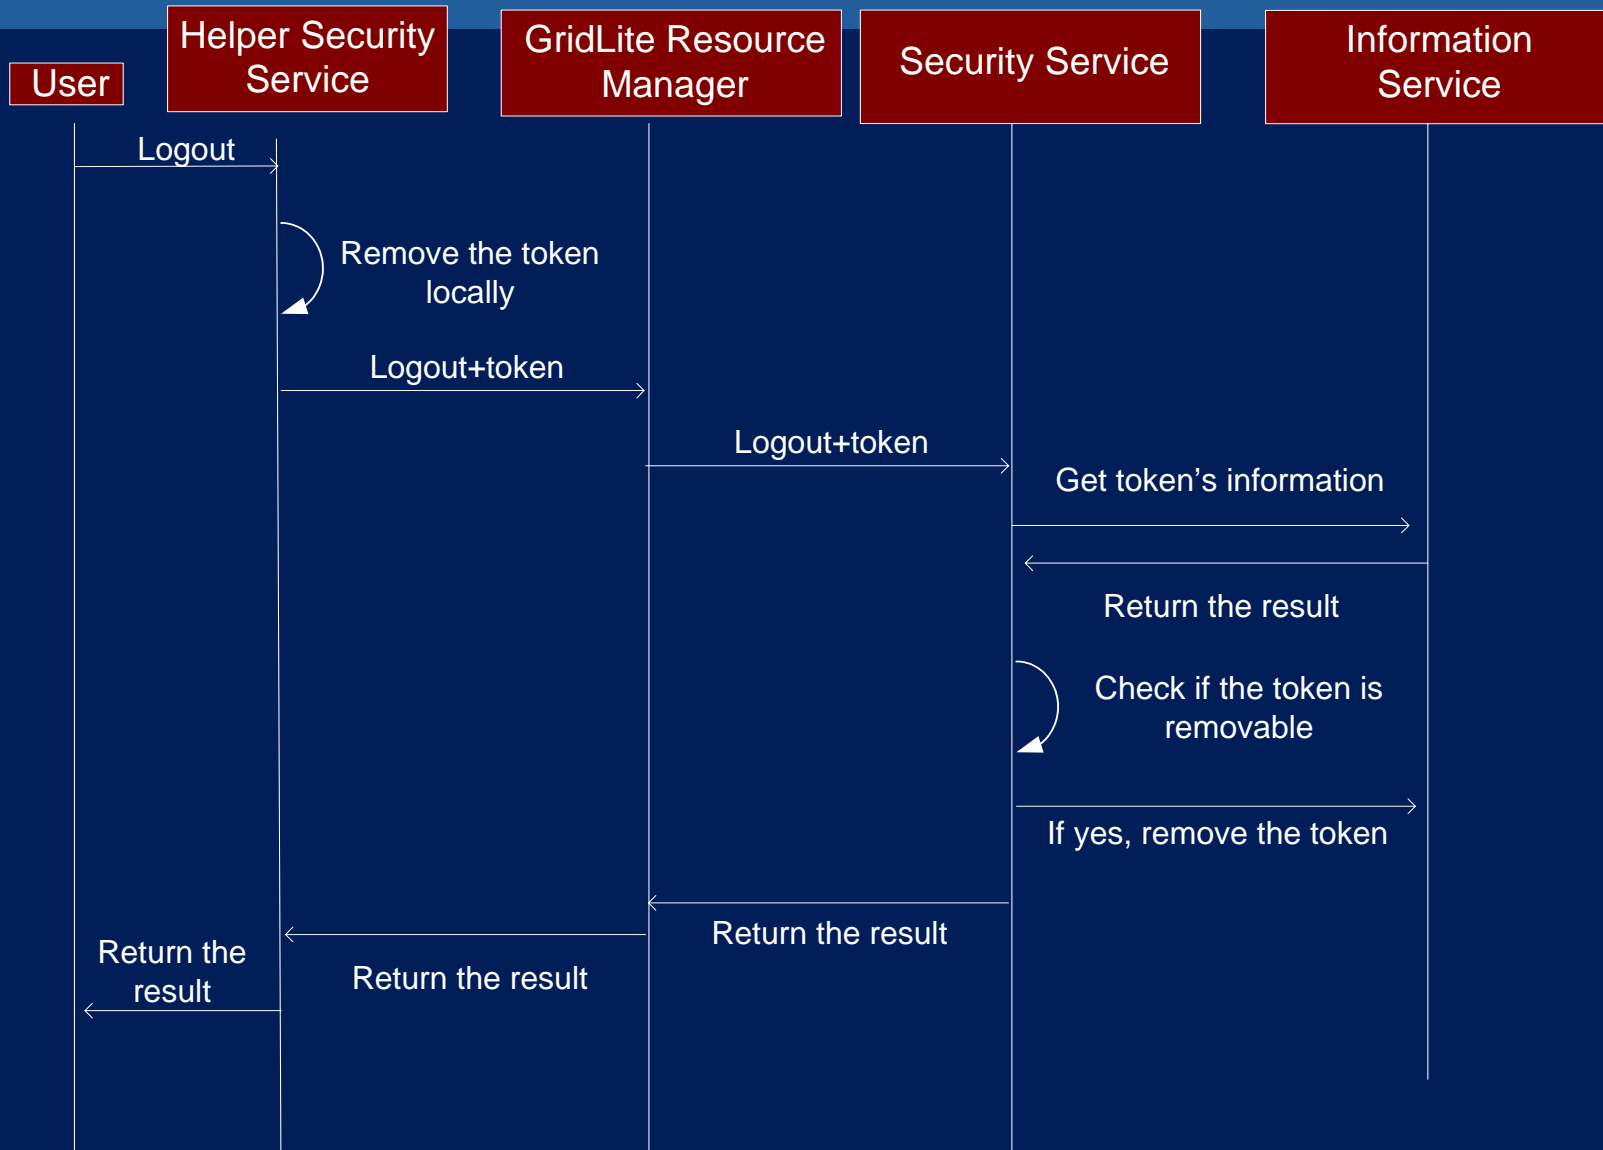 User
Helper Security
Service
GridLite Resource
Manager
Security Service
Information
Service
Logout
Remove the token
locally
Logout+token
Logout+token
Get token’s information
Return the result
Check if the token is
removable
If yes, remove the token
Return the result
Return the result
Return the
result